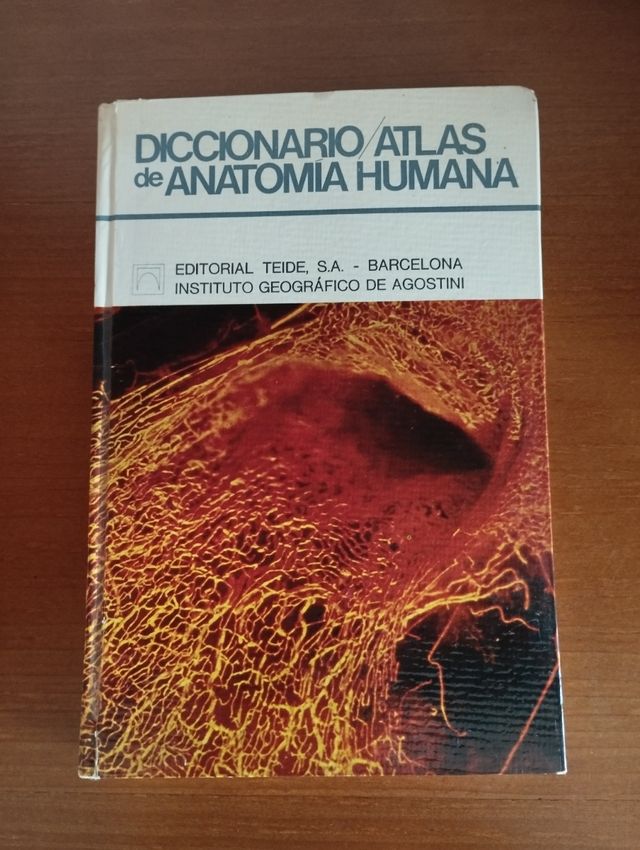 DICCIONARIO/ATLAS
de ANATOMÍA HUMANA
EDITORIAL TEIDE, S.A. - BARCELONA
INSTITUTO GEOGRÁFICO DE AGOSTINI